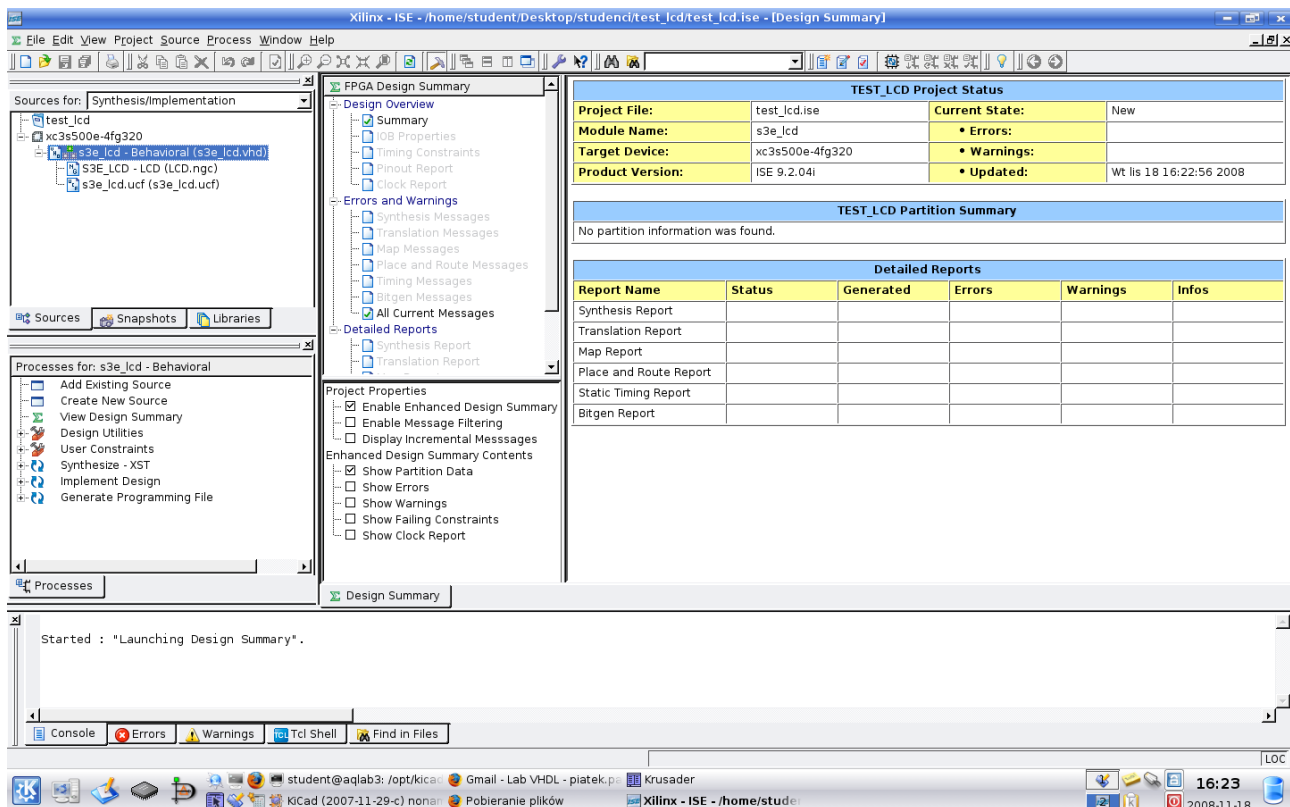 Xilinx - ISE - /home/student/Desktop/studenci/test_lcd/test_lcd.ise - [Design Summary]
File Edit View Project Source Process Window Help
Sources for: Synthesis/Implementation
test_lcd
xc3s500e-4fg320
s3e_lcd - Behavioral (s3e_lcd.vhd)
S3E_LCD - LCD (LCD.ngc)
s3e_lcd.ucf (s3e_lcd.ucf)
Sources Snapshots Libraries
Processes for: s3e_lcd - Behavioral
Add Existing Source
Create New Source
View Design Summary
Design Utilities
User Constraints
Synthesize - XST
Implement Design
Generate Programming File
Processes
FPGA Design Summary
Design Overview
Summary
IOB Properties
Timing Constraints
Pinout Report
Clock Report
Errors and Warnings
Synthesis Messages
Translation Messages
Map Messages
Place and Route Messages
Timing Messages
Bitgen Messages
All Current Messages
Detailed Reports
Synthesis Report
Translation Report
Project Properties
Enable Enhanced Design Summary
Enable Message Filtering
Display Incremental Messsages
Enhanced Design Summary Contents
Show Partition Data
Show Errors
Show Warnings
Show Failing Constraints
Show Clock Report
Design Summary
TEST_LCD Project Status
Project File: test_lcd.ise Current State: New
Module Name: s3e_lcd • Errors:
Target Device: xc3s500e-4fg320 • Warnings:
Product Version: ISE 9.2.04i • Updated: Wt lis 18 16:22:56 2008
TEST_LCD Partition Summary
No partition information was found.
Detailed Reports
Report Name Status Generated Errors Warnings Infos
Synthesis Report
Translation Report
Map Report
Place and Route Report
Static Timing Report
Bitgen Report
Started : "Launching Design Summary".
Console Errors Warnings Tcl Shell Find in Files
LOC
student@aqlab3: /opt/kicad Gmail - Lab VHDL - piatek.pa Krusader
KiCad (2007-11-29-c) nonam Pobieranie plików Xilinx - ISE - /home/stude
16:23
2008-11-18